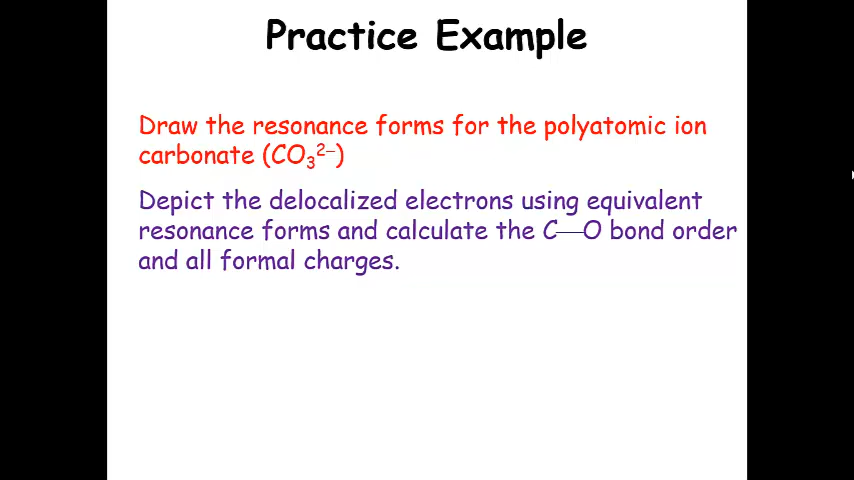 Practice Example
Draw the resonance forms for the polyatomic ion
carbonate (CO₃²⁻)
Depict the delocalized electrons using equivalent
resonance forms and calculate the C—O bond order
and all formal charges.